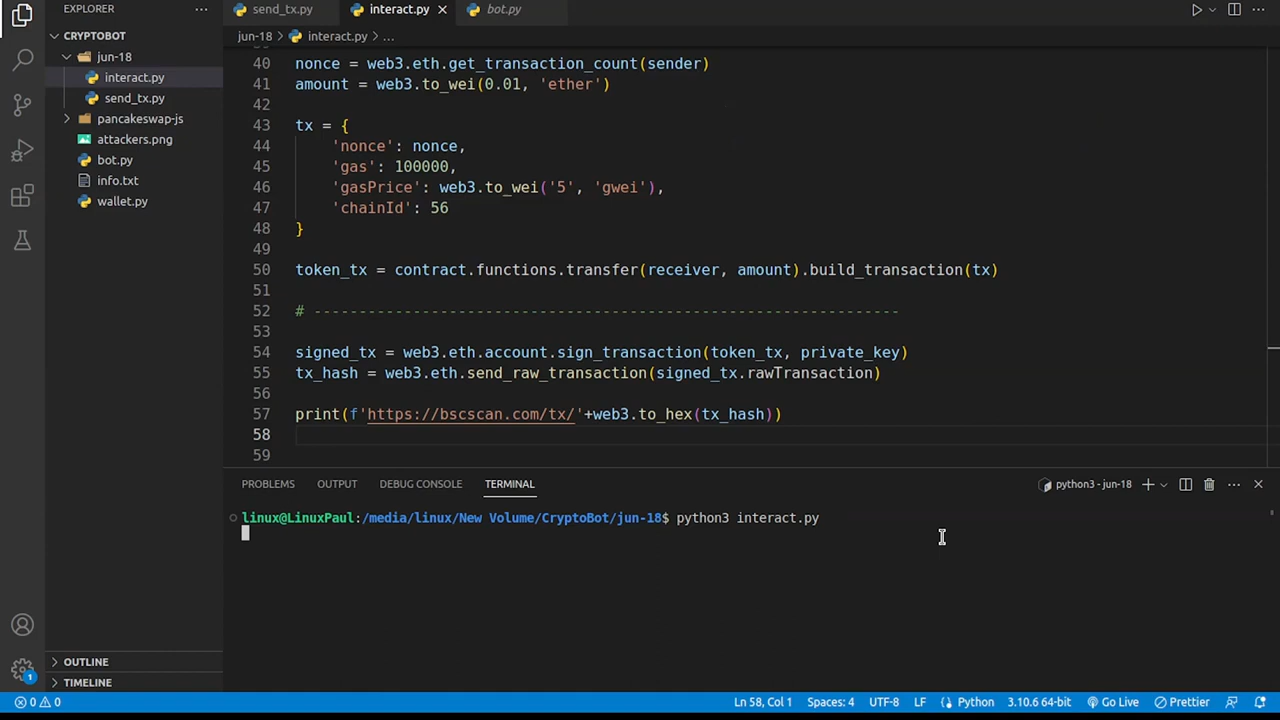 EXPLORER
CRYPTOBOT
jun-18
interact.py
send_tx.py
pancakeswap-js
attackers.png
bot.py
info.txt
wallet.py
OUTLINE
TIMELINE
send_tx.py interact.py bot.py
jun-18 > interact.py > ...
40 nonce = web3.eth.get_transaction_count(sender)
41 amount = web3.to_wei(0.01, 'ether')
42
43 tx = {
44 'nonce': nonce,
45 'gas': 100000,
46 'gasPrice': web3.to_wei('5', 'gwei'),
47 'chainId': 56
48 }
49
50 token_tx = contract.functions.transfer(receiver, amount).build_transaction(tx)
51
52 # -----------------------------------------------------------------
53
54 signed_tx = web3.eth.account.sign_transaction(token_tx, private_key)
55 tx_hash = web3.eth.send_raw_transaction(signed_tx.rawTransaction)
56
57 print(f'https://bscscan.com/tx/'+web3.to_hex(tx_hash))
58
59
PROBLEMS OUTPUT DEBUG CONSOLE TERMINAL python3 - jun-18
linux@LinuxPaul:/media/linux/New Volume/CryptoBot/jun-18$ python3 interact.py
1
0 0 Ln 58, Col 1 Spaces: 4 UTF-8 LF Python 3.10.6 64-bit Go Live Prettier